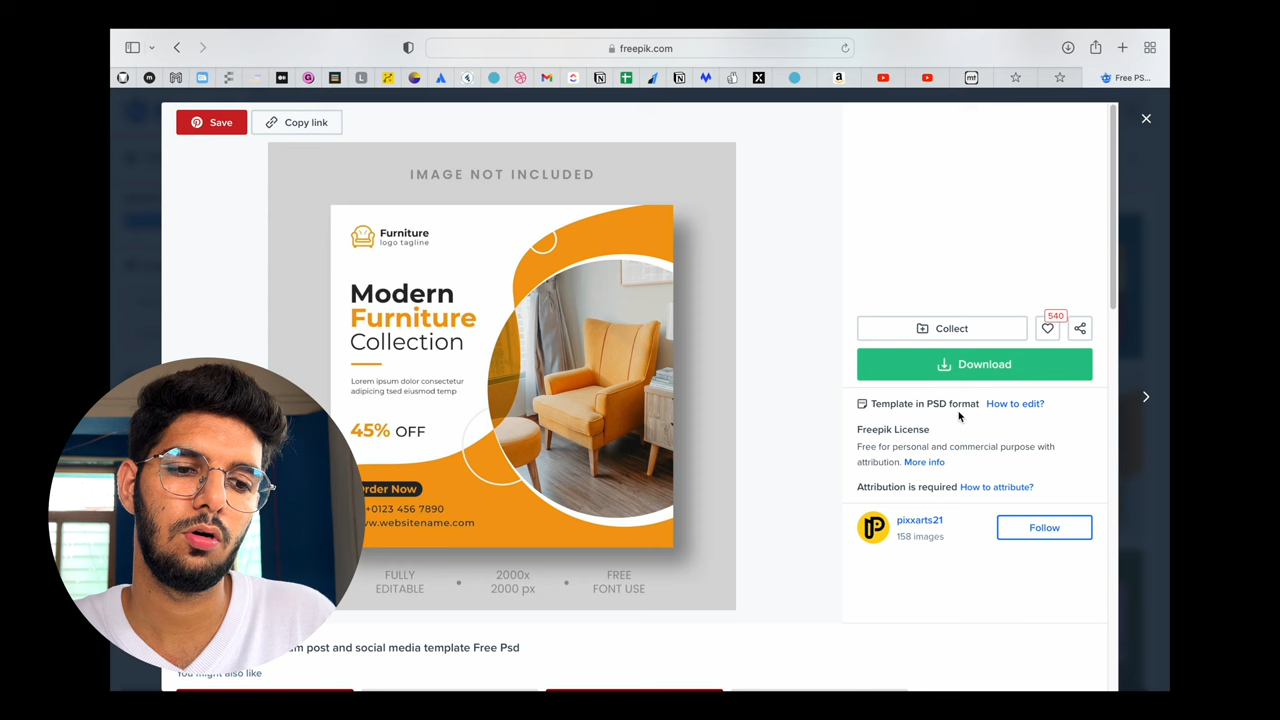 freepik.com
Free PS...
Save
Copy link
IMAGE NOT INCLUDED
Furniture
logo tagline
Modern
Furniture
Collection
Lorem ipsum dolor consectetur
adipiscing tsed eiusmod temp
45% OFF
Order Now
+0123 456 7890
www.websitename.com
FULLY
EDITABLE
2000x
2000 px
FREE
FONT USE
540
Collect
Download
Template in PSD format How to edit?
Freepik License
Free for personal and commercial purpose with
attribution. More info
Attribution is required How to attribute?
pixxarts21
158 images
Follow
post and social media template Free Psd
You might also like